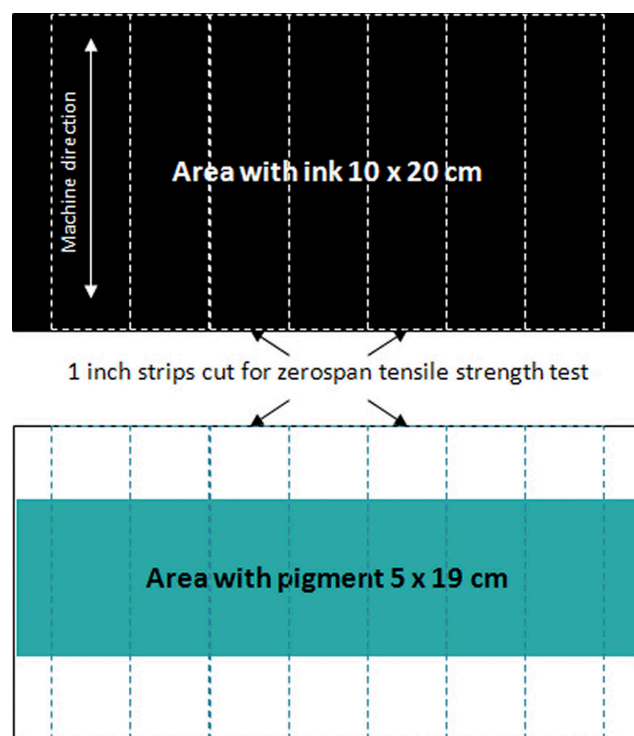 Machine direction
Area with ink 10 x 20 cm
1 inch strips cut for zerospan tensile strength test
Area with pigment 5 x 19 cm